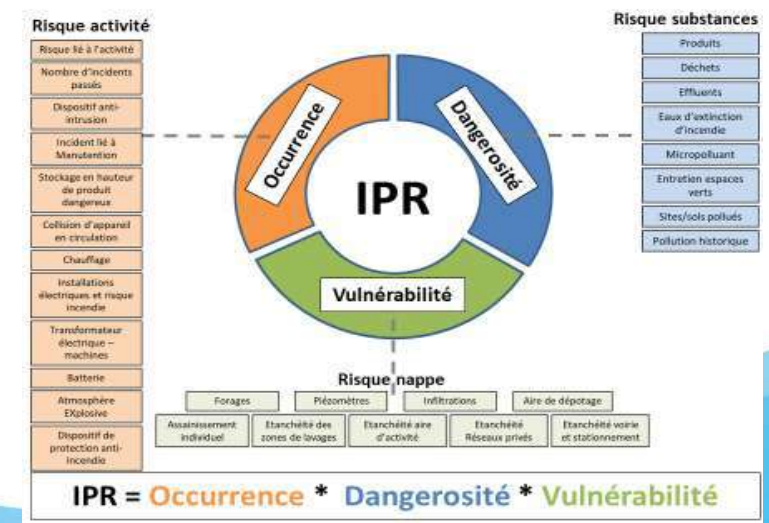 Risque activité
Risque lié à l'activité
Nombre d'incidents
passés
Dispositif anti-
intrusion
Incident lié à
Manutention
Stockage en hauteur
de produit
dangereux
Collision d'appareil
en circulation
Chauffage
Installations
électriques et risque
incendie
Transformateur
électrique –
machines
Batterie
Atmosphère
EXplosive
Dispositif de
protection anti-
incendie
Occurrence
Dangerosité
IPR
Vulnérabilité
Risque substances
Produits
Déchets
Effluents
Eaux d'extinction
d'incendie
Micropolluant
Entretien espaces
verts
Sites/sols pollués
Pollution historique
Risque nappe
Forages
Piézomètres
Infiltrations
Aire de dépotage
Assainissement
individuel
Etanchéité des
zones de lavages
Etanchéité aire
d'activité
Etanchéité
Réseaux privés
Etanchéité voirie
et stationnement
IPR = Occurrence * Dangerosité * Vulnérabilité